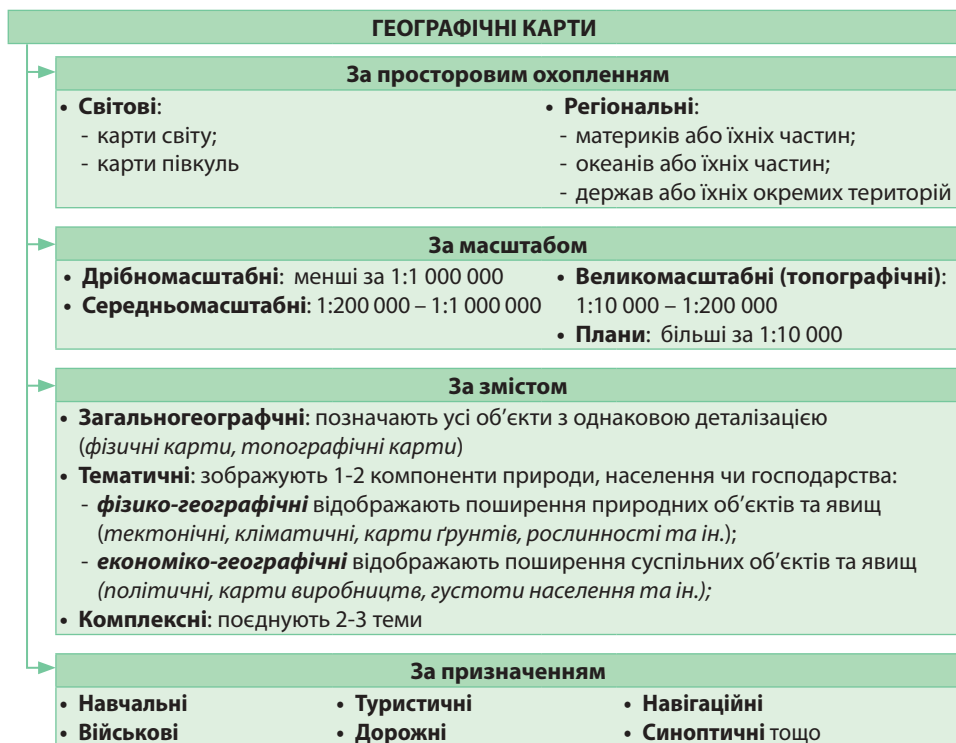 ГЕОГРАФІЧНІ КАРТИ
За просторовим охопленням
• Світові:
- карти світу;
- карти півкуль
• Регіональні:
- материків або їхніх частин;
- океанів або їхніх частин;
- держав або їхніх окремих територій
За масштабом
• Дрібномасштабні: менші за 1:1 000 000
• Середньомасштабні: 1:200 000 – 1:1 000 000
• Великомасштабні (топографічні):
1:10 000 – 1:200 000
• Плани: більші за 1:10 000
За змістом
• Загальногеографчні: позначають усі об’єкти з однаковою деталізацією
(фізичні карти, топографічні карти)
• Тематичні: зображують 1-2 компоненти природи, населення чи господарства:
- фізико-географічні відображають поширення природних об’єктів та явищ
(тектонічні, кліматичні, карти ґрунтів, рослинності та ін.);
- економіко-географічні відображають поширення суспільних об’єктів та явищ
(політичні, карти виробництв, густоти населення та ін.);
• Комплексні: поєднують 2-3 теми
За призначенням
• Навчальні
• Військові
• Туристичні
• Дорожні
• Навігаційні
• Синоптичні тощо